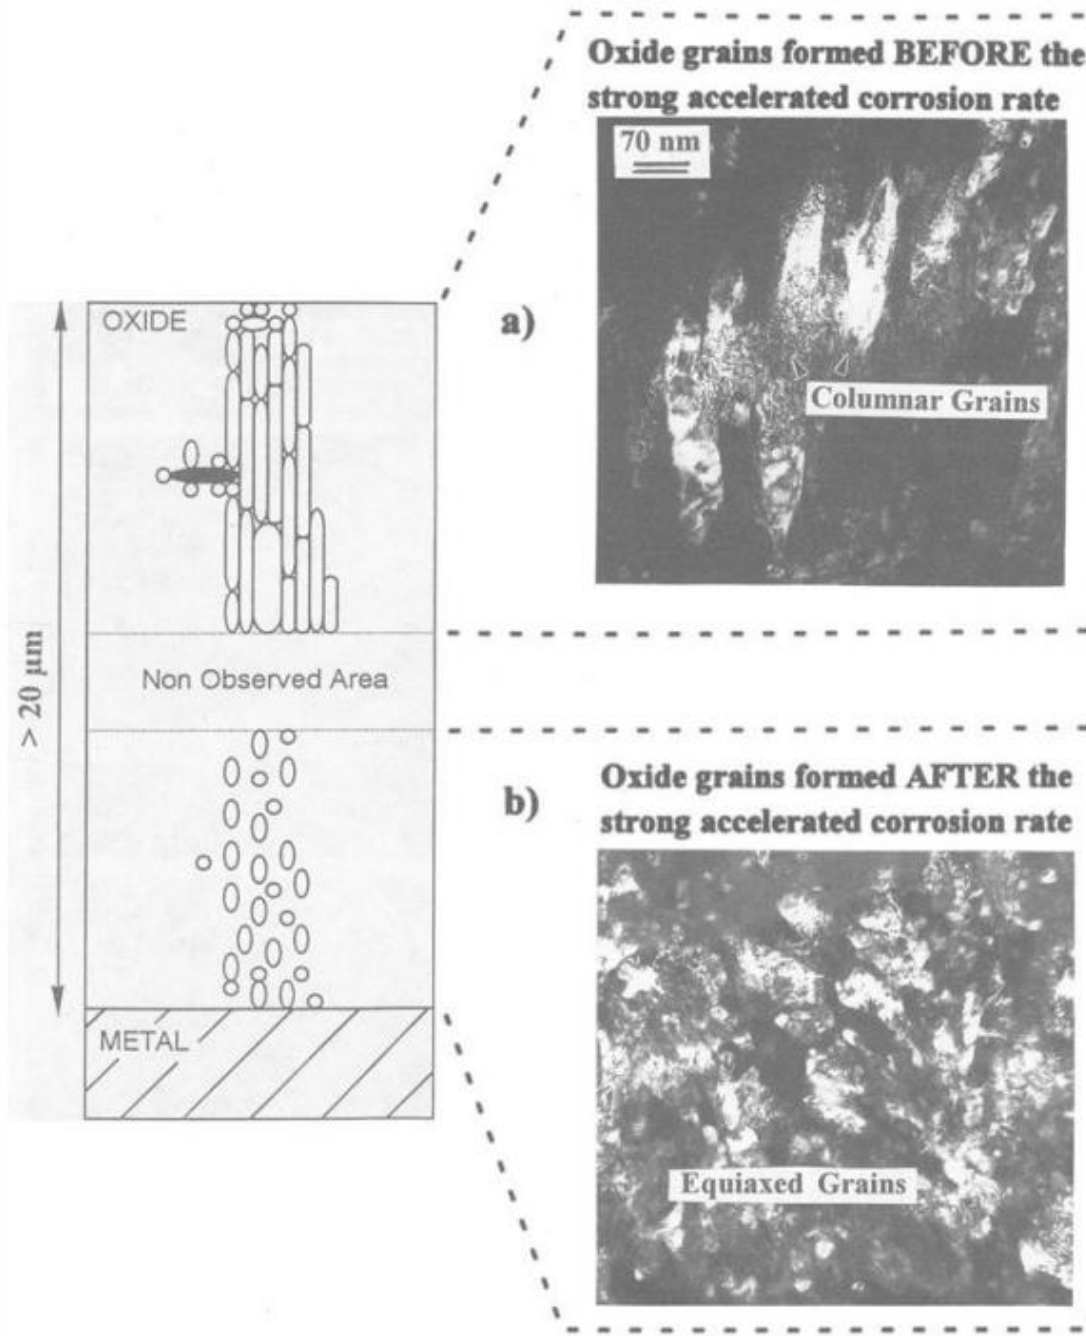 Oxide grains formed BEFORE the
strong accelerated corrosion rate
70 nm
a)
Columnar Grains
OXIDE
> 20 µm
Non Observed Area
b)
Oxide grains formed AFTER the
strong accelerated corrosion rate
Equiaxed Grains
METAL